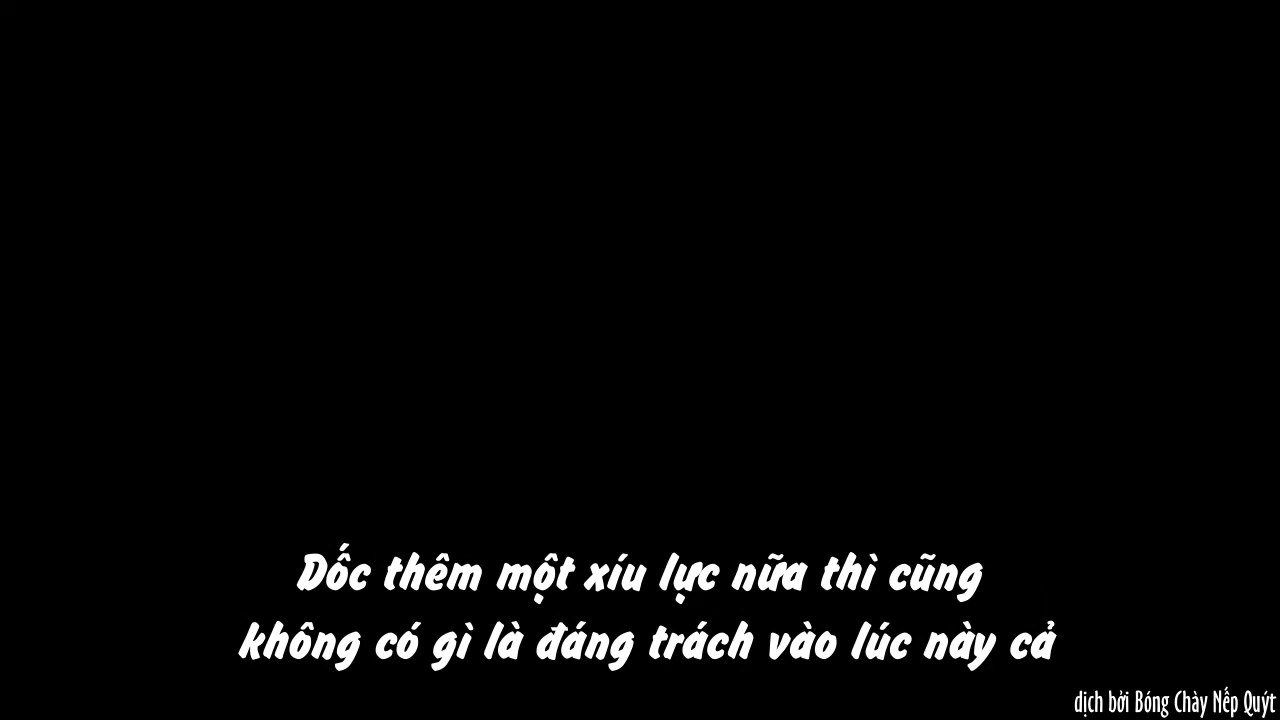 Dốc thêm một xíu lực nữa thì cũng
không có gì là đáng trách vào lúc này cả
dịch bởi Bóng Chày Nếp Quýt